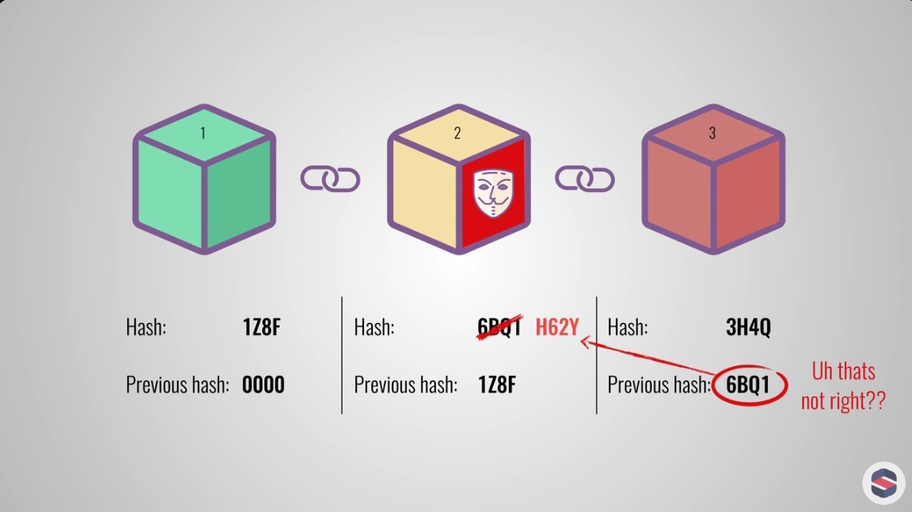 1
2
3
Hash: 1Z8F
Previous hash: 0000
Hash: 6BQ1 H62Y
Previous hash: 1Z8F
Hash: 3H4Q
Previous hash: 6BQ1
Uh thats
not right??